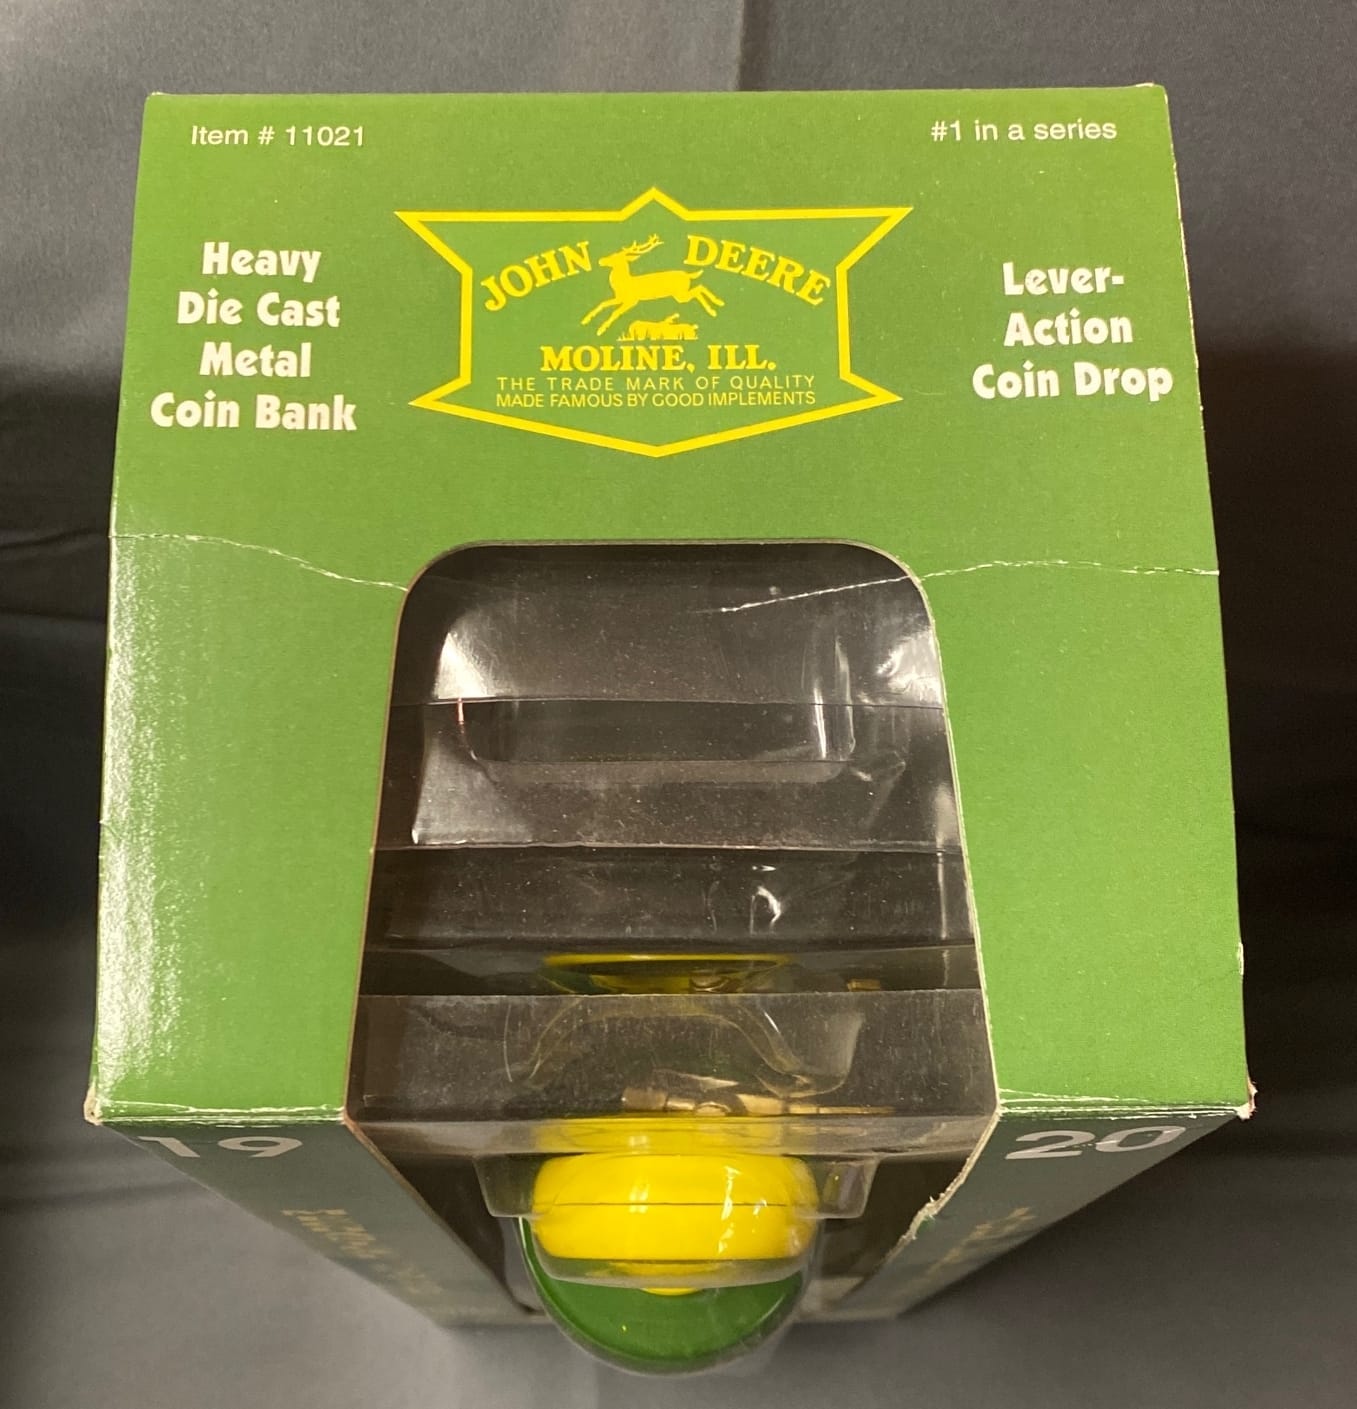 Item # 11021
#1 in a series
Heavy
Die Cast
Metal
Coin Bank
JOHN DEERE
MOLINE, ILL.
THE TRADE MARK OF QUALITY
MADE FAMOUS BY GOOD IMPLEMENTS
Lever-
Action
Coin Drop
19
20